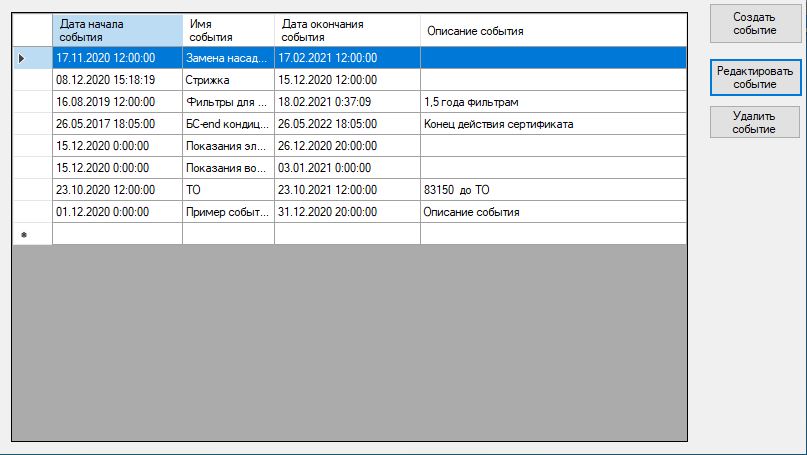 Дата начала события
Имя события
Дата окончания события
Описание события
17.11.2020 12:00:00 Замена насад... 17.02.2021 12:00:00
08.12.2020 15:18:19 Стрижка 15.12.2020 12:00:00
16.08.2019 12:00:00 Фильтры для ... 18.02.2021 0:37:09 1,5 года фильтрам
26.05.2017 18:05:00 БС-end кондиц... 26.05.2022 18:05:00 Конец действия сертификата
15.12.2020 0:00:00 Показания эл... 26.12.2020 20:00:00
15.12.2020 0:00:00 Показания во... 03.01.2021 0:00:00
23.10.2020 12:00:00 ТО 23.10.2021 12:00:00 83150 до ТО
01.12.2020 0:00:00 Пример событ... 31.12.2020 20:00:00 Описание события
Создать
событие
Редактировать
событие
Удалить
событие